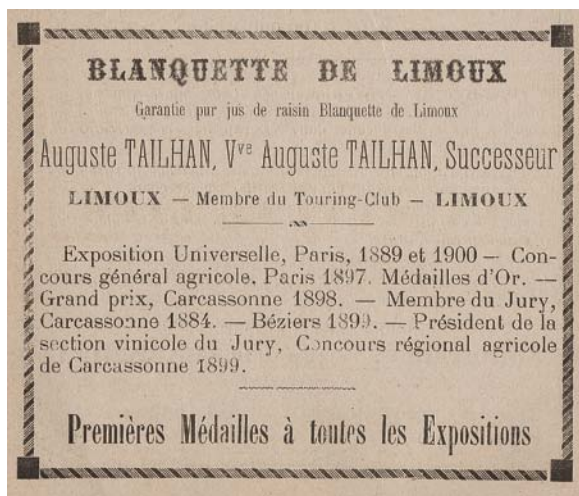 BLANQUETTE DE LIMOUX
Garantie pur jus de raisin Blanquette de Limoux
Auguste TAILHAN, Vve Auguste TAILHAN, Successeur
LIMOUX — Membre du Touring-Club — LIMOUX
Exposition Universelle, Paris, 1889 et 1900 — Con-
cours général agricole, Paris 1897. Médailles d'Or. —
Grand prix, Carcassonne 1898. — Membre du Jury,
Carcassonne 1884. — Béziers 1899. — Président de la
section vinicole du Jury, Concours régional agricole
de Carcassonne 1899.
Premières Médailles à toutes les Expositions